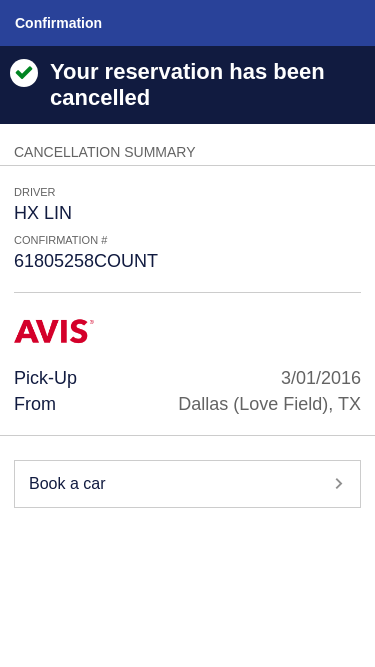 Confirmation
Your reservation has been
cancelled
CANCELLATION SUMMARY
DRIVER
HX LIN
CONFIRMATION #
61805258COUNT
AVIS®
Pick-Up 3/01/2016
From Dallas (Love Field), TX
Book a car